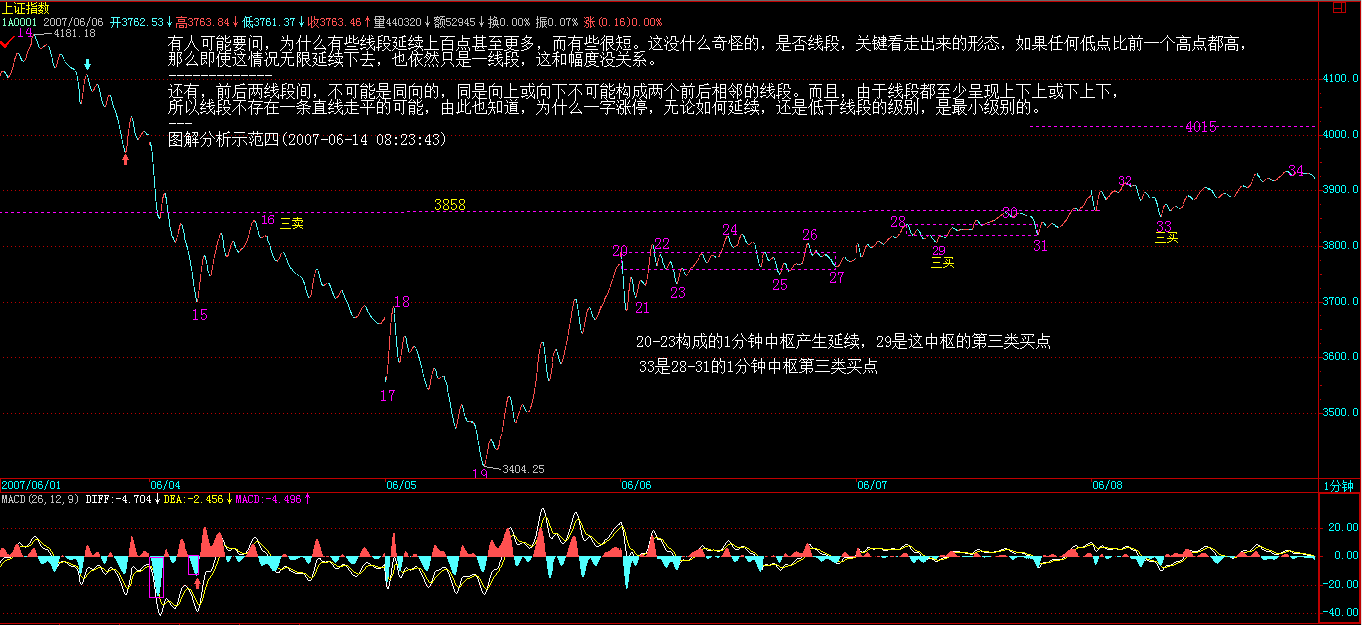 上证指数
1A0001 2007/06/06 开3762.53↓高3763.84↓低3761.37↓收3763.46↑量440320↓额52945↓换0.00% 振0.07% 涨(0.16)0.00%
14 4181.18
有人可能要问，为什么有些线段延续上百点甚至更多，而有些很短。这没什么奇怪的，是否线段，关键看走出来的形态，如果任何低点比前一个高点都高，
那么即使这情况无限延续下去，也依然只是一线段，这和幅度没关系。
-------------
还有，前后两线段间，不可能是同向的，同是向上或向下不可能构成两个前后相邻的线段。而且，由于线段都至少呈现上下上或下上下，
所以线段不存在一条直线走平的可能，由此也知道，为什么一字涨停，无论如何延续，还是低于线段的级别，是最小级别的。
---
图解分析示范四(2007-06-14 08:23:43)
4100.0
4015
4000.0
34
32
3900.0
3858
16 三卖
28
30
33
三买
24
26
20
22
29
三买
31
3800.0
27
25
23
21
15
18
3700.0
20-23构成的1分钟中枢产生延续，29是这中枢的第三类买点
33是28-31的1分钟中枢第三类买点
3600.0
17
3500.0
19
3404.25
2007/06/01 06/04 06/05 06/06 06/07 06/08 1分钟
MACD(26,12,9) DIFF:-4.704↓DEA:-2.456↓MACD:-4.496↑
20.00
0.00
-20.00
-40.00